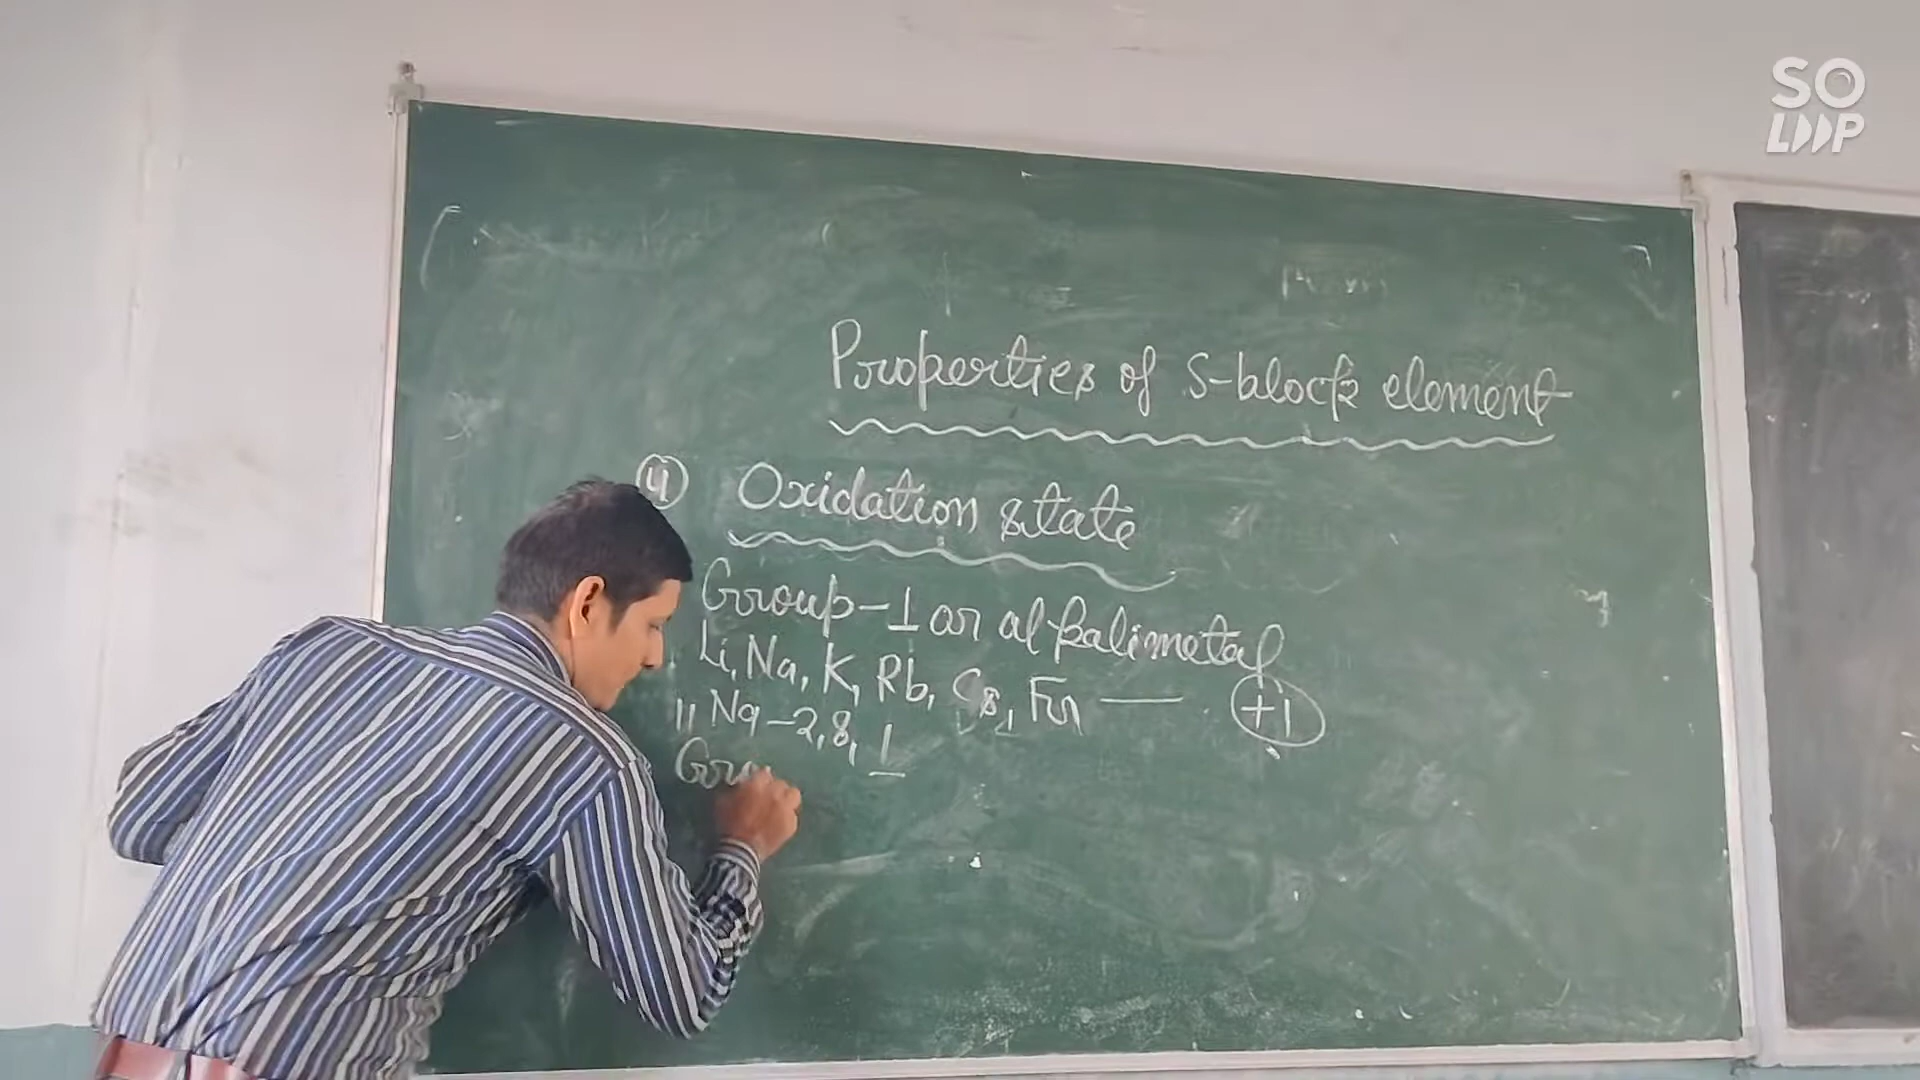 SO
LOOP
Properties of S-block element
4 Oxidation state
Group-1 or alkalimetal
Li, Na, K, Rb, Cs, Fr — +1
11 Na-2,8,1